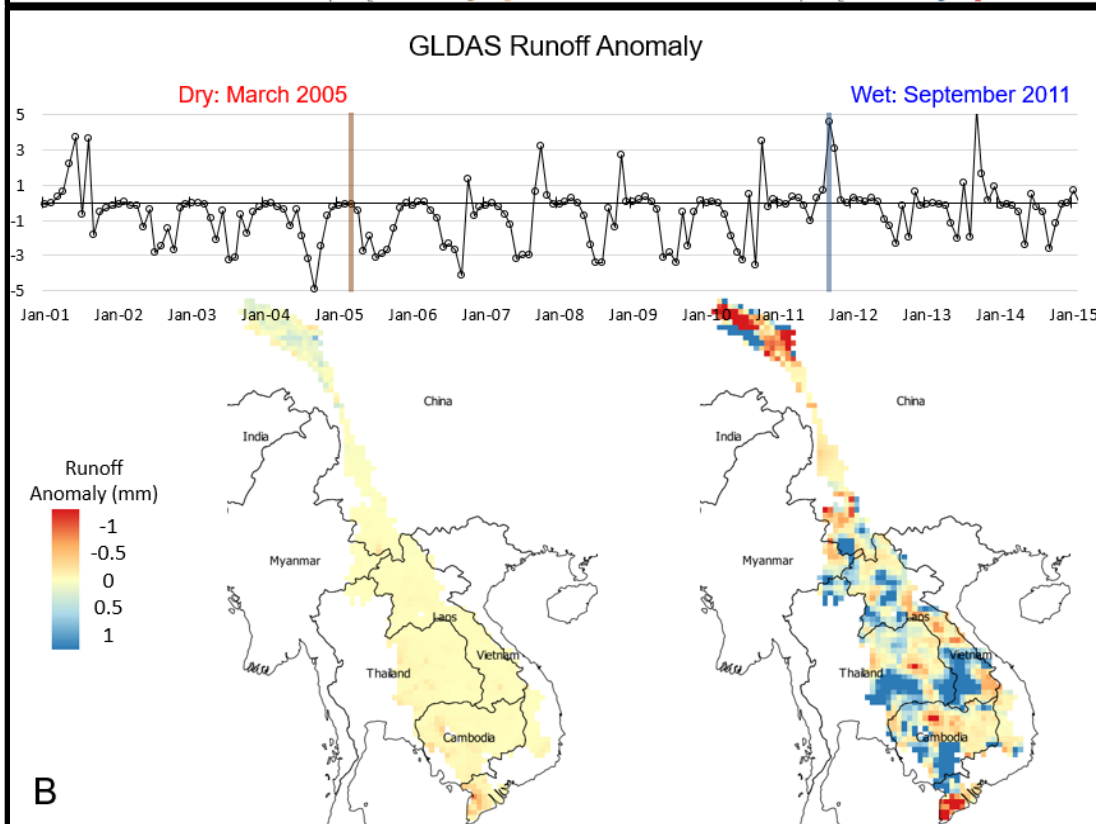 GLDAS Runoff Anomaly
Dry: March 2005
Wet: September 2011
5
3
1
-1
-3
-5
Jan-01 Jan-02 Jan-03 Jan-04 Jan-05 Jan-06 Jan-07 Jan-08 Jan-09 Jan-10 Jan-11 Jan-12 Jan-13 Jan-14 Jan-15
China
India
Myanmar
Laos
Vietnam
Thailand
Cambodia
Runoff
Anomaly (mm)
-1
-0.5
0
0.5
1
China
India
Myanmar
Laos
Vietnam
Thailand
Cambodia
B